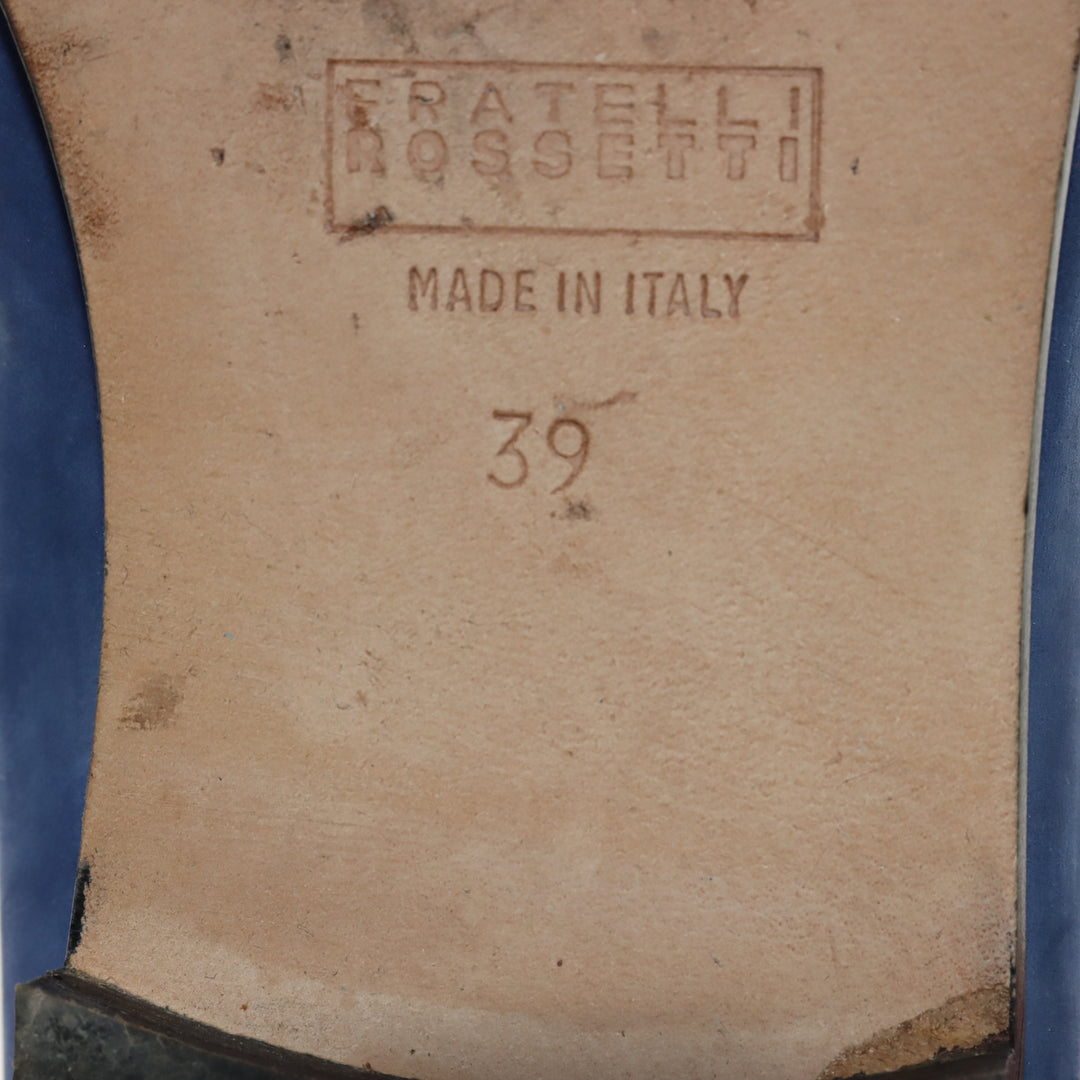 FRATELLI
ROSSETTI
MADE IN ITALY
39